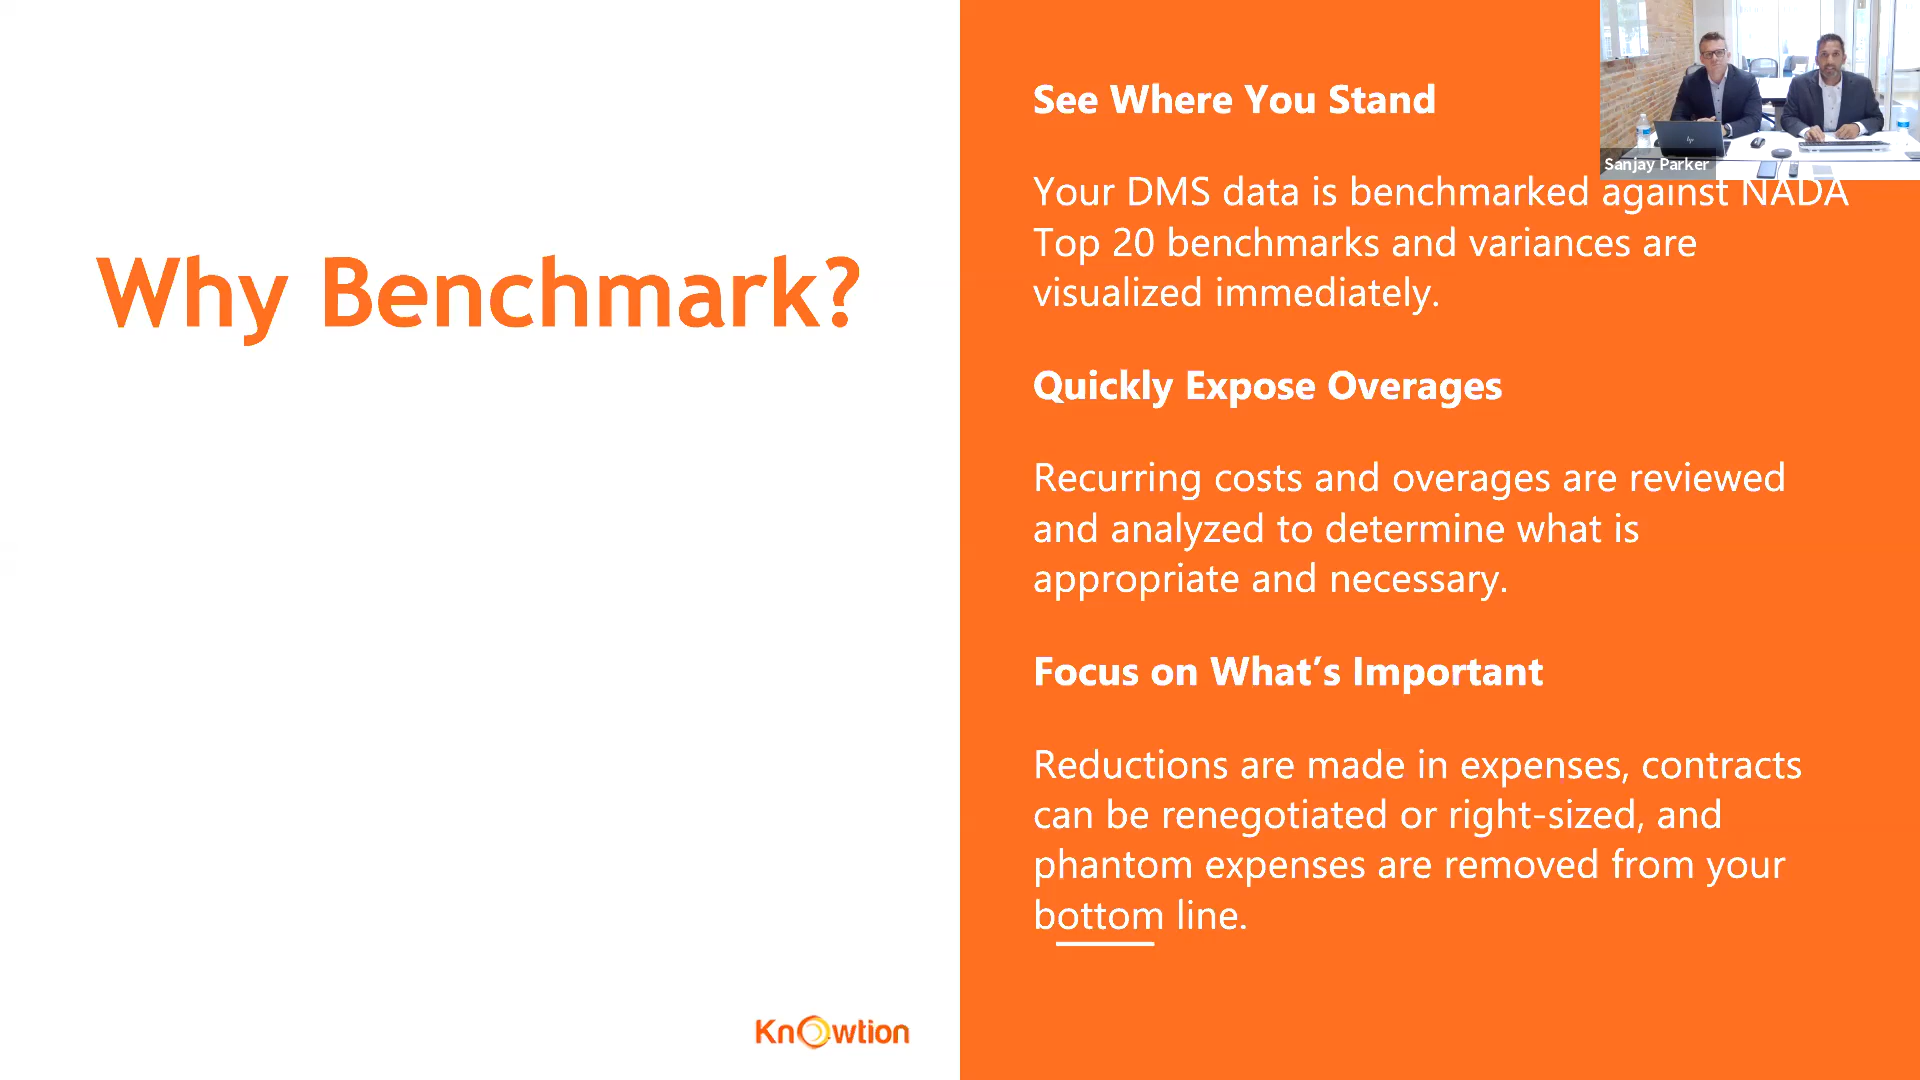 Why Benchmark?
See Where You Stand
Your DMS data is benchmarked against NADA
Top 20 benchmarks and variances are
visualized immediately.
Quickly Expose Overages
Recurring costs and overages are reviewed
and analyzed to determine what is
appropriate and necessary.
Focus on What’s Important
Reductions are made in expenses, contracts
can be renegotiated or right-sized, and
phantom expenses are removed from your
bottom line.
Knowtion
Sanjay Parker
hp